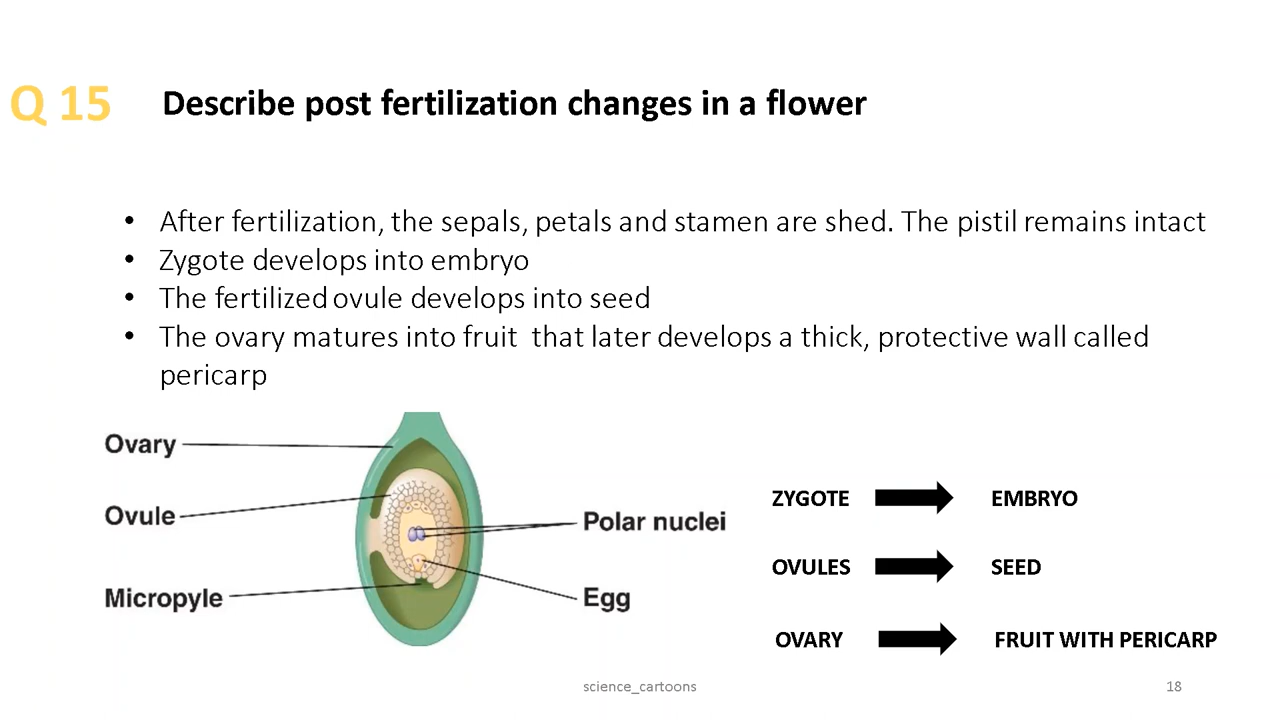 Q 15
Describe post fertilization changes in a flower
• After fertilization, the sepals, petals and stamen are shed. The pistil remains intact
• Zygote develops into embryo
• The fertilized ovule develops into seed
• The ovary matures into fruit that later develops a thick, protective wall called
pericarp
Ovary
Ovule
Micropyle
Polar nuclei
Egg
ZYGOTE EMBRYO
OVULES SEED
OVARY FRUIT WITH PERICARP
science_cartoons
18